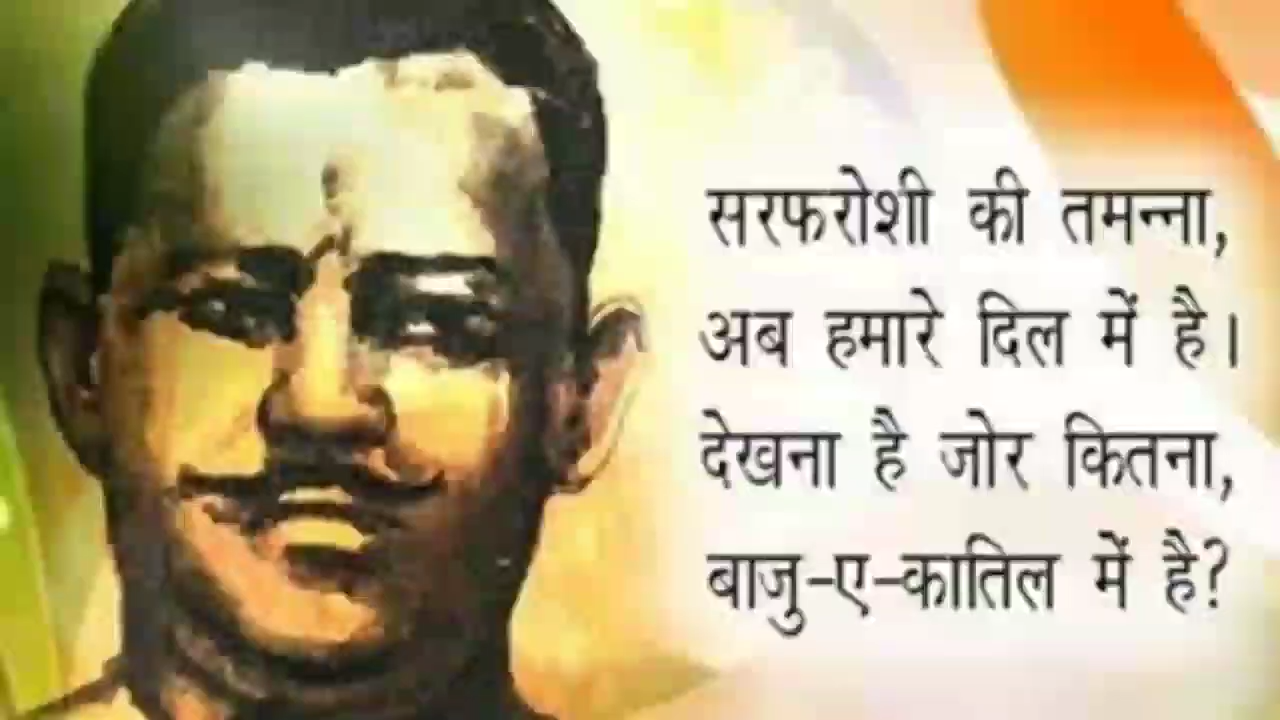 सरफरोशी की तमन्ना,
अब हमारे दिल में है।
देखना है जोर कितना,
बाजु-ए-कातिल में है?